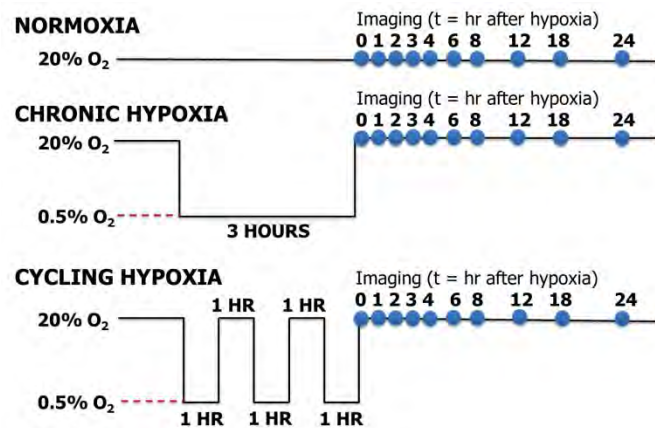 NORMOXIA
Imaging (t = hr after hypoxia)
0 1 2 3 4 6 8 12 18 24
20% O₂
CHRONIC HYPOXIA
Imaging (t = hr after hypoxia)
0 1 2 3 4 6 8 12 18 24
20% O₂
0.5% O₂
3 HOURS
CYCLING HYPOXIA
Imaging (t = hr after hypoxia)
0 1 2 3 4 6 8 12 18 24
1 HR 1 HR
20% O₂
0.5% O₂
1 HR 1 HR 1 HR